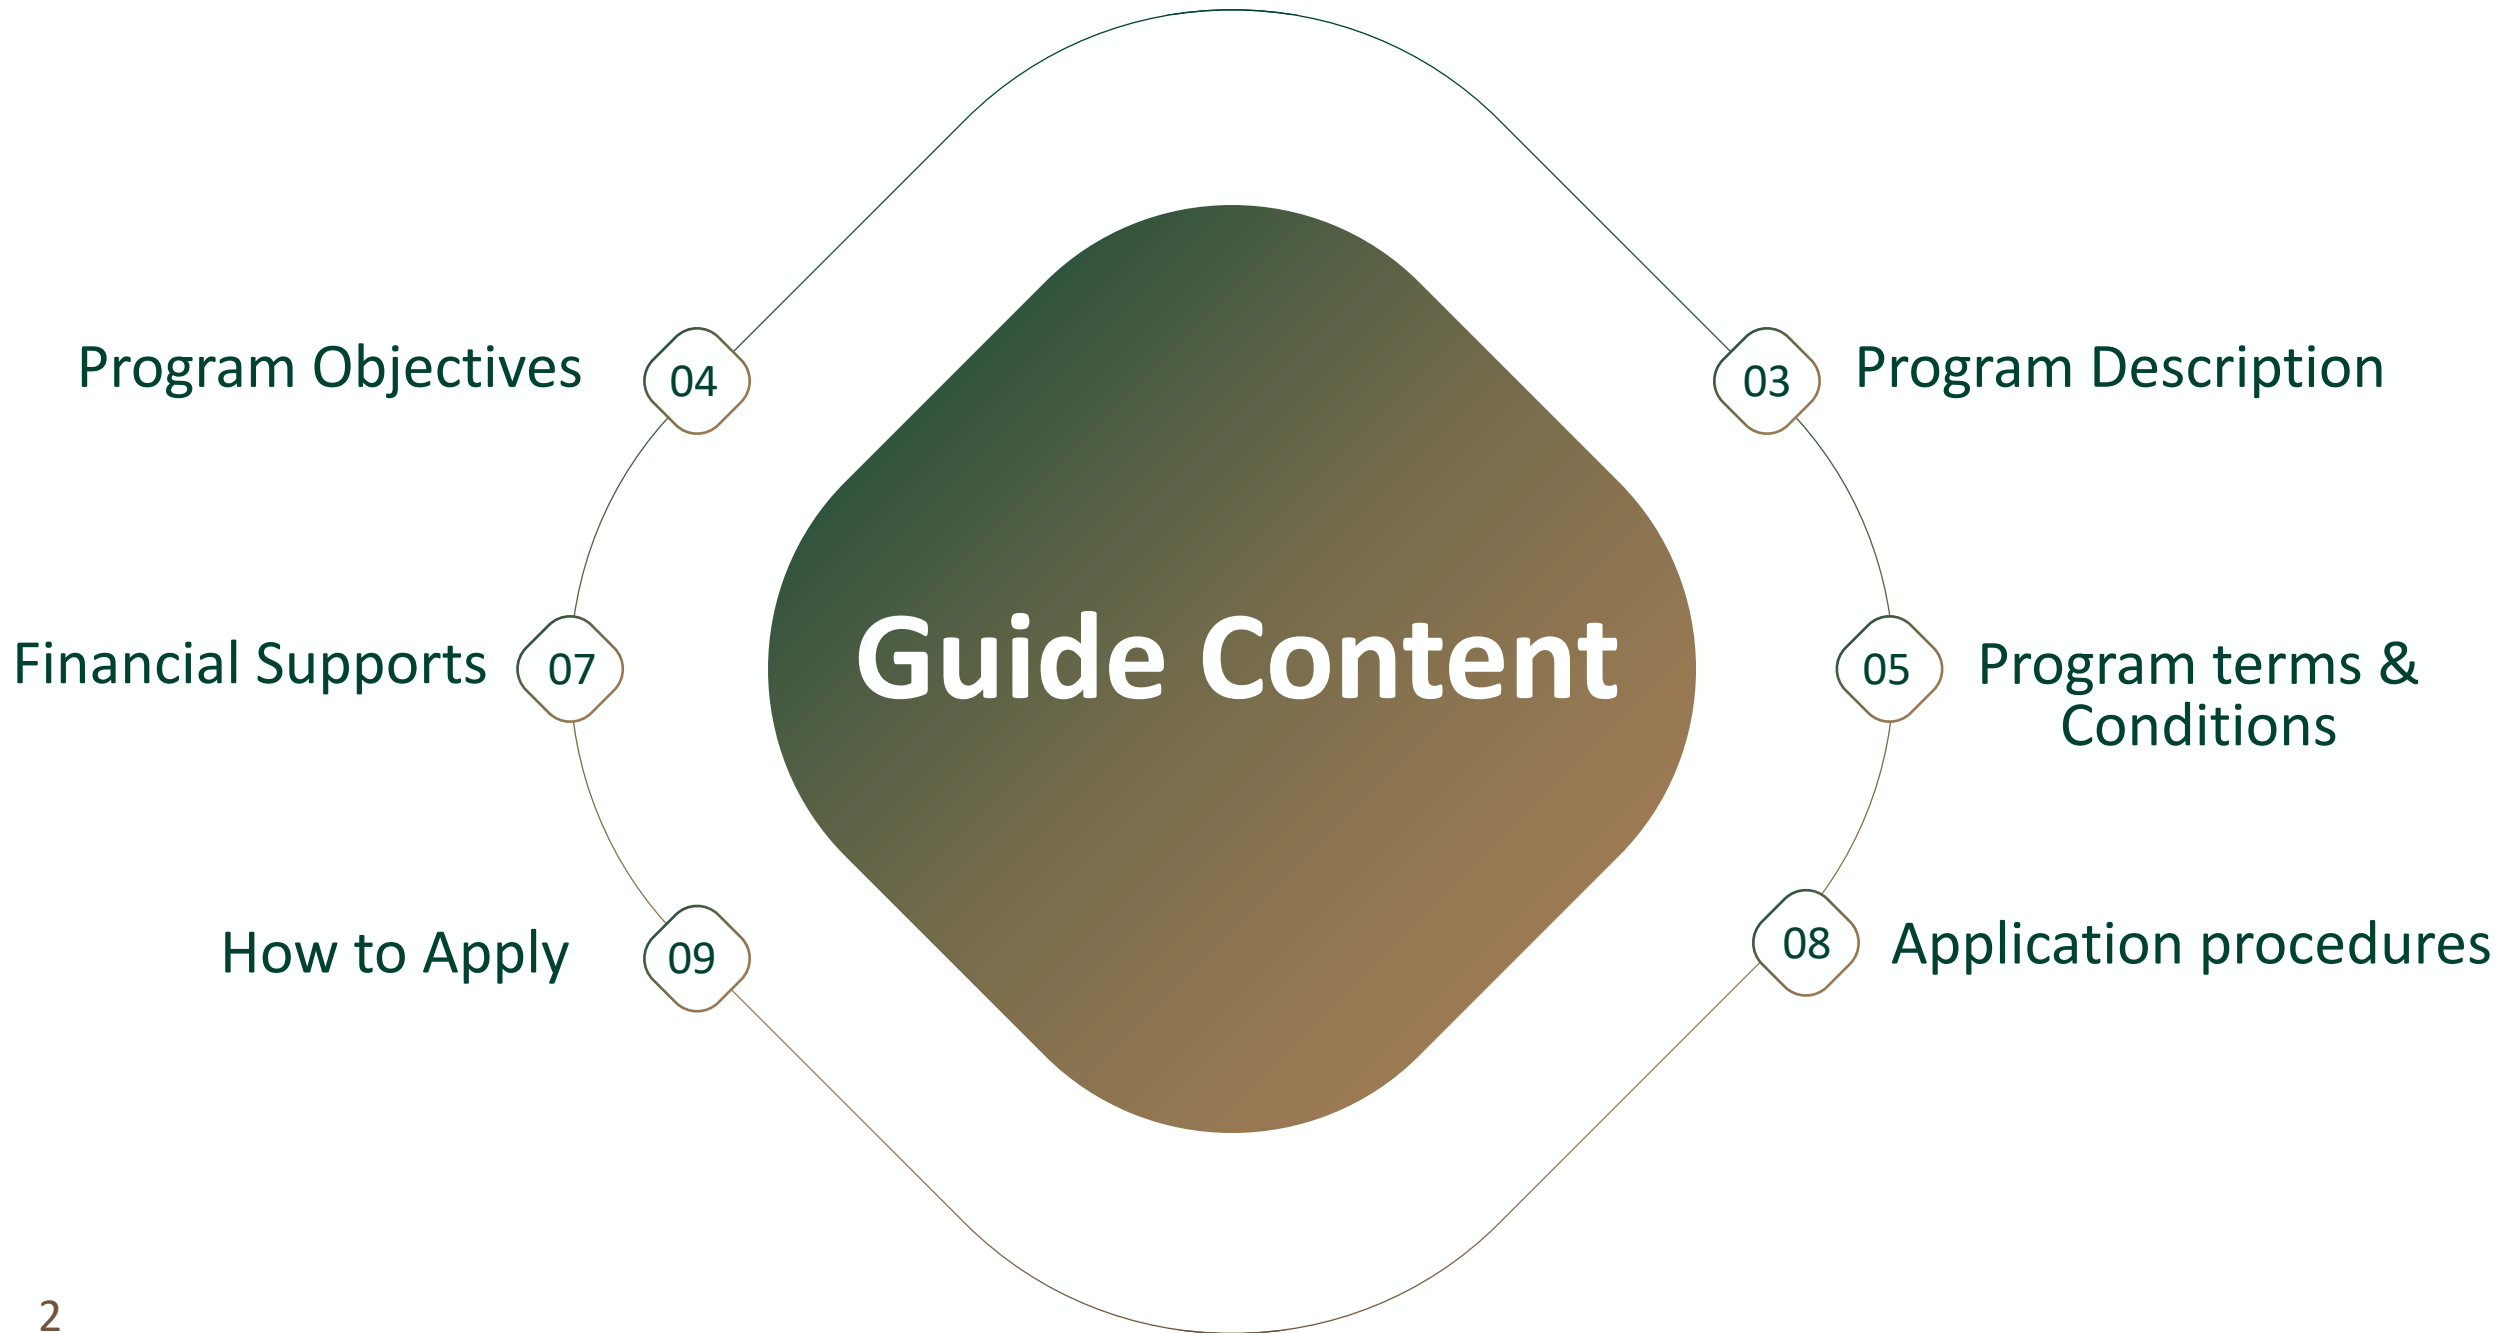 Program Objectives
04
03
Program Description
Guide Content
Financial Supports
07
05
Program terms &
Conditions
How to Apply
09
08
Application procedures
2